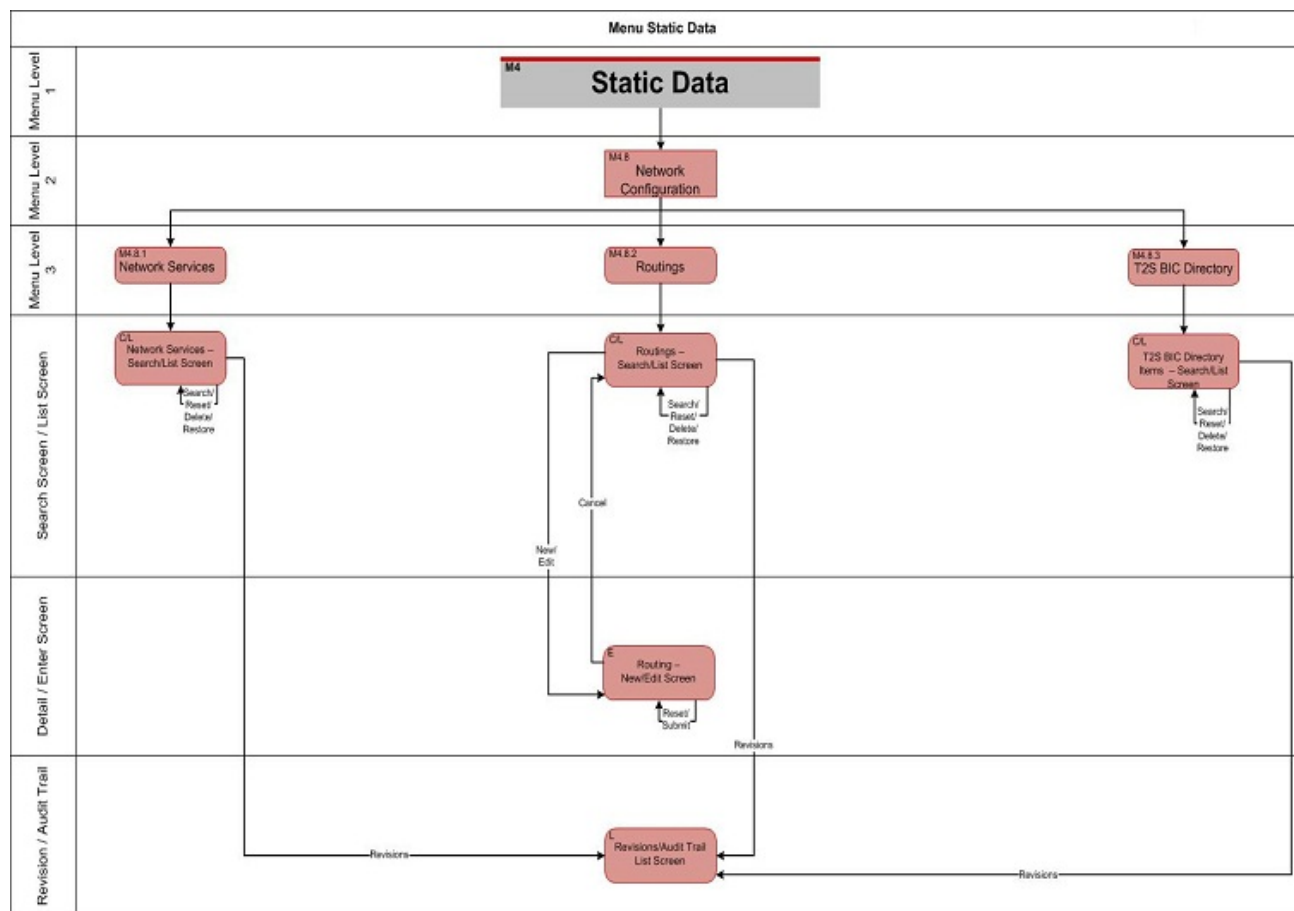 Menu Static Data
Menu Level
1
M4
Static Data
Menu Level
2
M4.8
Network
Configuration
Menu Level
3
M4.8.1
Network Services
M4.8.2
Routings
M4.8.3
T2S BIC Directory
Search Screen / List Screen
C/L
Network Services –
Search/List Screen
Search/
Reset/
Delete/
Restore
C/L
Routings –
Search/List Screen
Search/
Reset/
Delete/
Restore
C/L
T2S BIC Directory
Items – Search/List
Screen
Search/
Reset/
Delete/
Restore
Cancel
New/
Edit
Detail / Enter Screen
E
Routing –
New/Edit Screen
Reset/
Submit
Revisions
Revision / Audit Trail
L
Revisions/Audit Trail
List Screen
Revisions
Revisions